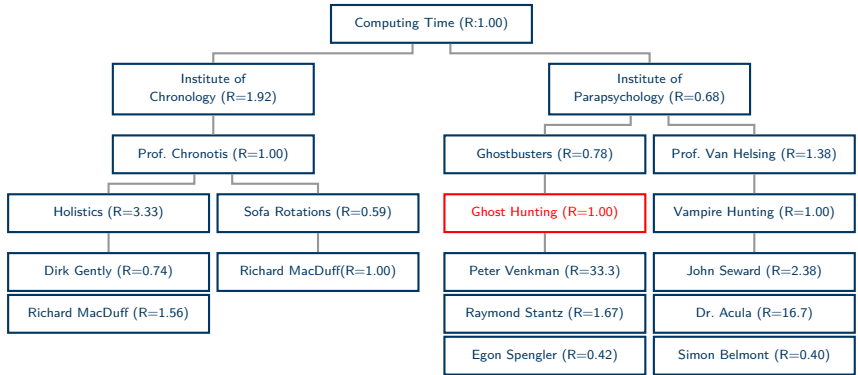 Computing Time (R:1.00)
Institute of
Chronology (R=1.92)
Institute of
Parapsychology (R=0.68)
Prof. Chronotis (R=1.00)
Ghostbusters (R=0.78)
Prof. Van Helsing (R=1.38)
Holistics (R=3.33)
Sofa Rotations (R=0.59)
Ghost Hunting (R=1.00)
Vampire Hunting (R=1.00)
Dirk Gently (R=0.74)
Richard MacDuff(R=1.00)
Peter Venkman (R=33.3)
John Seward (R=2.38)
Richard MacDuff (R=1.56)
Raymond Stantz (R=1.67)
Dr. Acula (R=16.7)
Egon Spengler (R=0.42)
Simon Belmont (R=0.40)